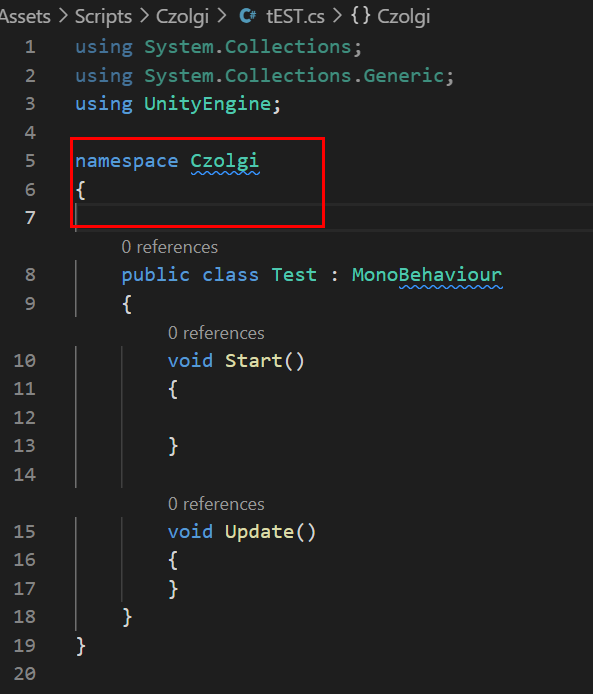 Assets > Scripts > Czolgi > C# tEST.cs > {} Czolgi
1 using System.Collections;
2 using System.Collections.Generic;
3 using UnityEngine;
4
5 namespace Czolgi
6 {
7
0 references
8 public class Test : MonoBehaviour
9 {
0 references
10 void Start()
11 {
12
13 }
14
0 references
15 void Update()
16 {
17 }
18 }
19 }
20